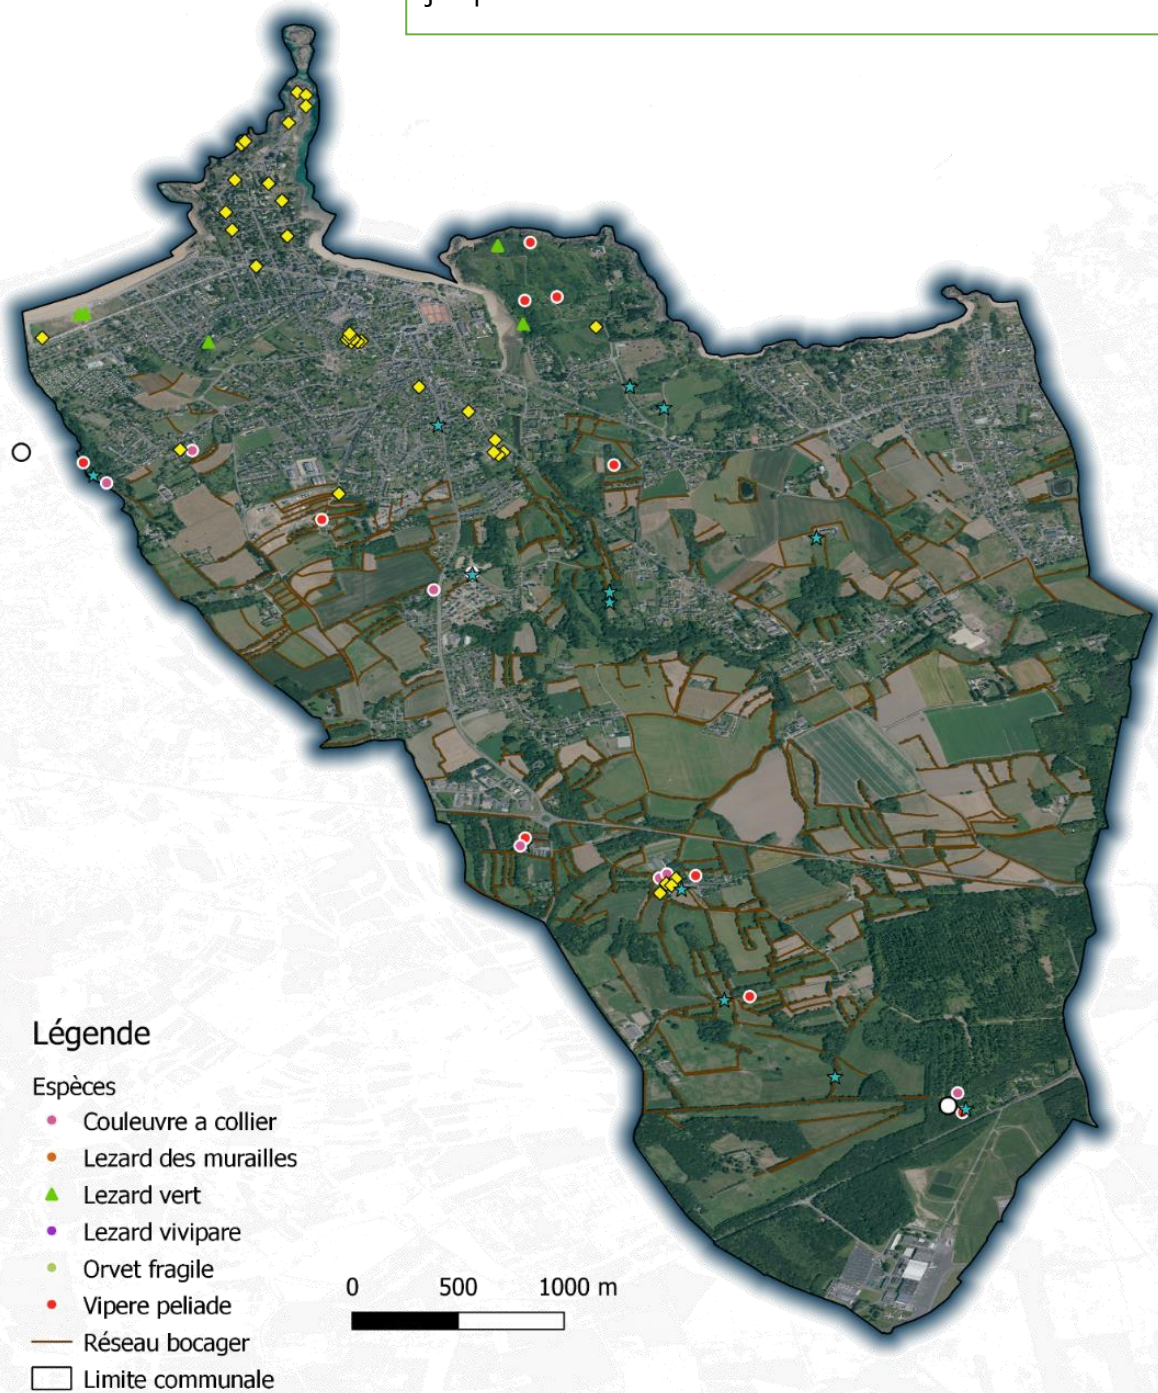 Légende
Espèces
Couleuvre a collier
Lezard des murailles
Lezard vert
Lezard vivipare
Orvet fragile
Vipere peliade
Réseau bocager
Limite communale
0 500 1000 m